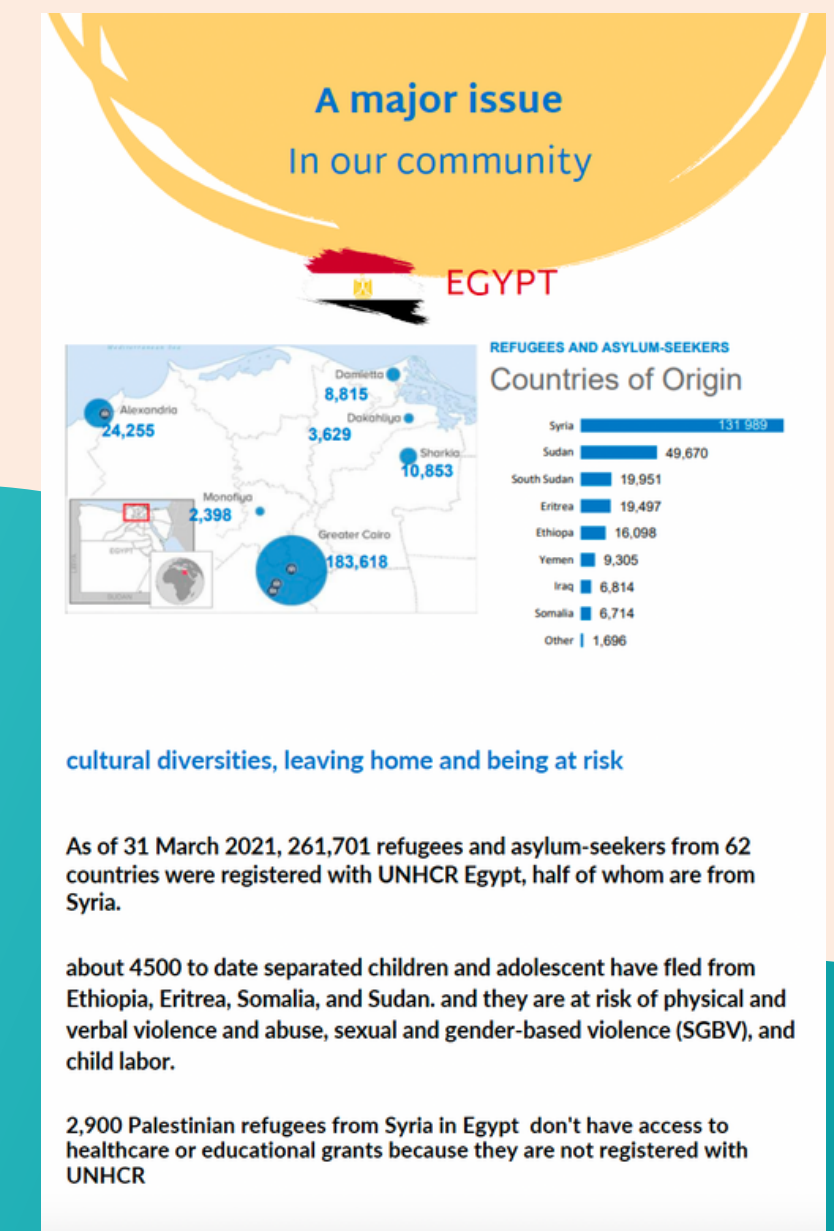 A major issue
In our community
EGYPT
Mediterranean Sea
Damietta
8,815
Alexandria
24,255
Dakahliya
3,629
Sharkia
10,853
Monofiya
2,398
EGYPT
Greater Cairo
183,618
LIBYA
SUDAN
REFUGEES AND ASYLUM-SEEKERS
Countries of Origin
Syria 131 989
Sudan 49,670
South Sudan 19,951
Eritrea 19,497
Ethiopa 16,098
Yemen 9,305
Iraq 6,814
Somalia 6,714
Other 1,696
cultural diversities, leaving home and being at risk
As of 31 March 2021, 261,701 refugees and asylum-seekers from 62
countries were registered with UNHCR Egypt, half of whom are from
Syria.
about 4500 to date separated children and adolescent have fled from
Ethiopia, Eritrea, Somalia, and Sudan. and they are at risk of physical and
verbal violence and abuse, sexual and gender-based violence (SGBV), and
child labor.
2,900 Palestinian refugees from Syria in Egypt  don't have access to
healthcare or educational grants because they are not registered with
UNHCR